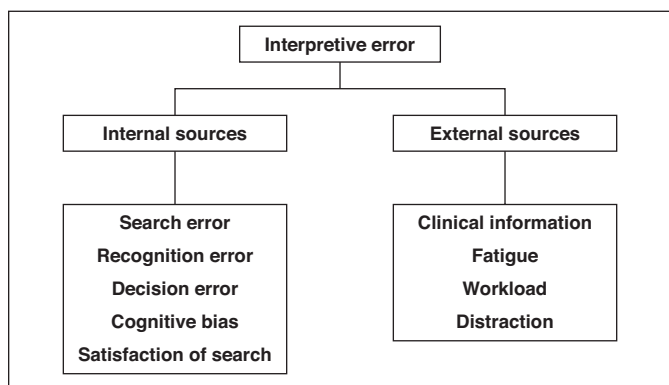 Interpretive error
Internal sources
External sources
Search error
Recognition error
Decision error
Cognitive bias
Satisfaction of search
Clinical information
Fatigue
Workload
Distraction